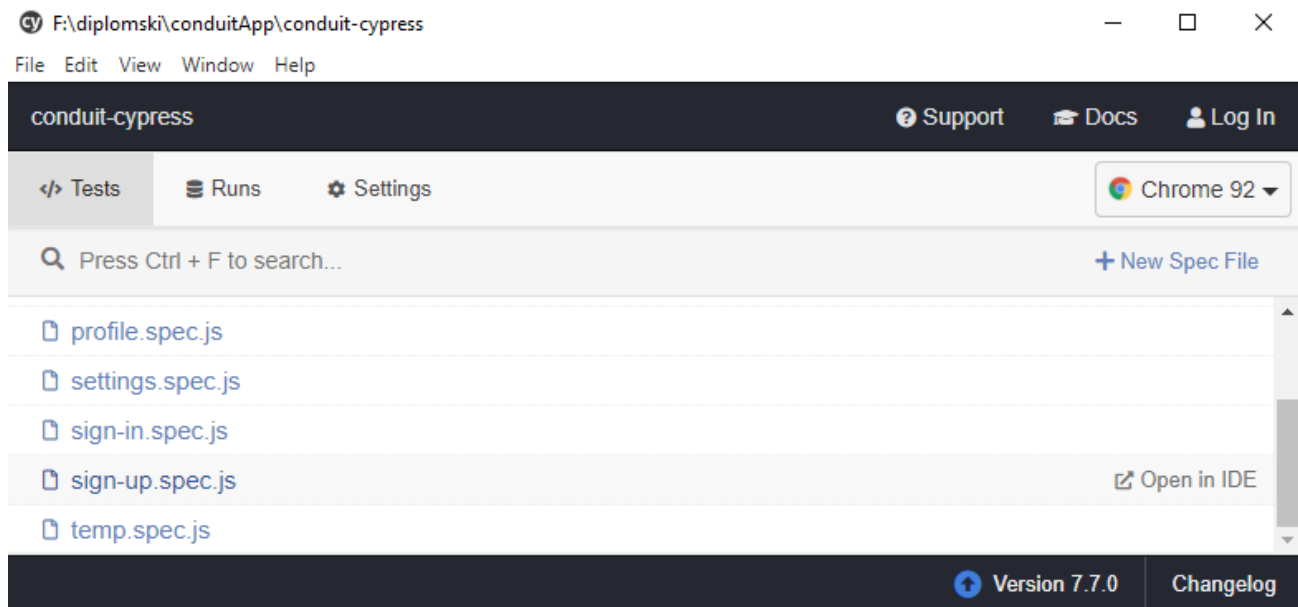 cy F:\diplomski\conduitApp\conduit-cypress
File Edit View Window Help
conduit-cypress Support Docs Log In
</> Tests Runs Settings Chrome 92
Press Ctrl + F to search... + New Spec File
profile.spec.js
settings.spec.js
sign-in.spec.js
sign-up.spec.js Open in IDE
temp.spec.js
Version 7.7.0 Changelog